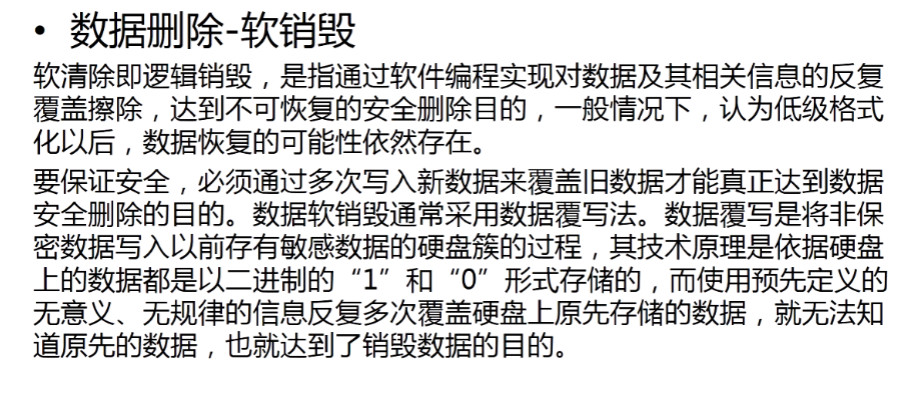 • 数据删除-软销毁
软清除即逻辑销毁，是指通过软件编程实现对数据及其相关信息的反复
覆盖擦除，达到不可恢复的安全删除目的，一般情况下，认为低级格式
化以后，数据恢复的可能性依然存在。
要保证安全，必须通过多次写入新数据来覆盖旧数据才能真正达到数据
安全删除的目的。数据软销毁通常采用数据覆写法。数据覆写是将非保
密数据写入以前存有敏感数据的硬盘簇的过程，其技术原理是依据硬盘
上的数据都是以二进制的“1”和“0”形式存储的，而使用预先定义的
无意义、无规律的信息反复多次覆盖硬盘上原先存储的数据，就无法知
道原先的数据，也就达到了销毁数据的目的。